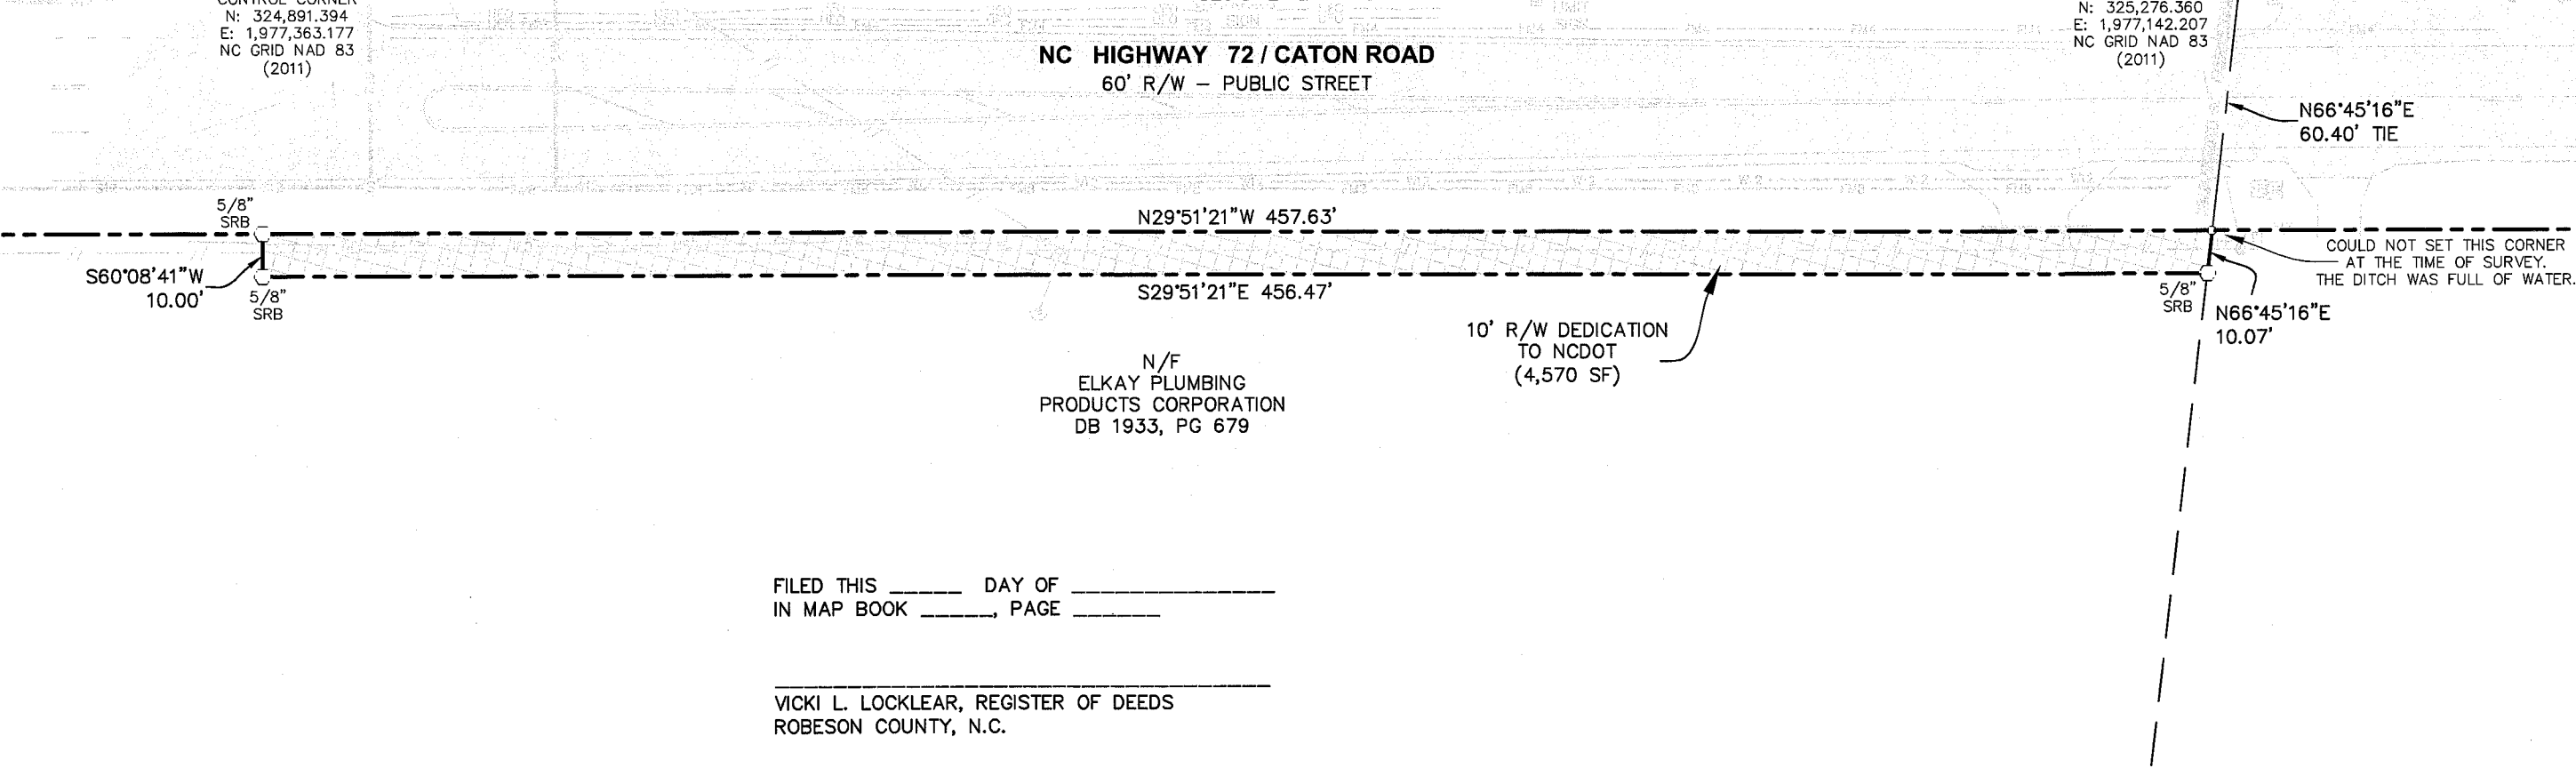 CONTROL CORNER
N: 324,891.394
E: 1,977,363.177
NC GRID NAD 83
(2011)
N: 325,276.360
E: 1,977,142.207
NC GRID NAD 83
(2011)
NC HIGHWAY 72 / CATON ROAD
60' R/W – PUBLIC STREET
N66°45'16"E
60.40' TIE
5/8"
SRB
N29°51'21"W 457.63'
S60°08'41"W
10.00'
5/8"
SRB
S29°51'21"E 456.47'
COULD NOT SET THIS CORNER
AT THE TIME OF SURVEY.
THE DITCH WAS FULL OF WATER.
5/8"
SRB
N66°45'16"E
10.07'
10' R/W DEDICATION
TO NCDOT
(4,570 SF)
N/F
ELKAY PLUMBING
PRODUCTS CORPORATION
DB 1933, PG 679
FILED THIS _____ DAY OF ______________
IN MAP BOOK _____, PAGE ______
VICKI L. LOCKLEAR, REGISTER OF DEEDS
ROBESON COUNTY, N.C.